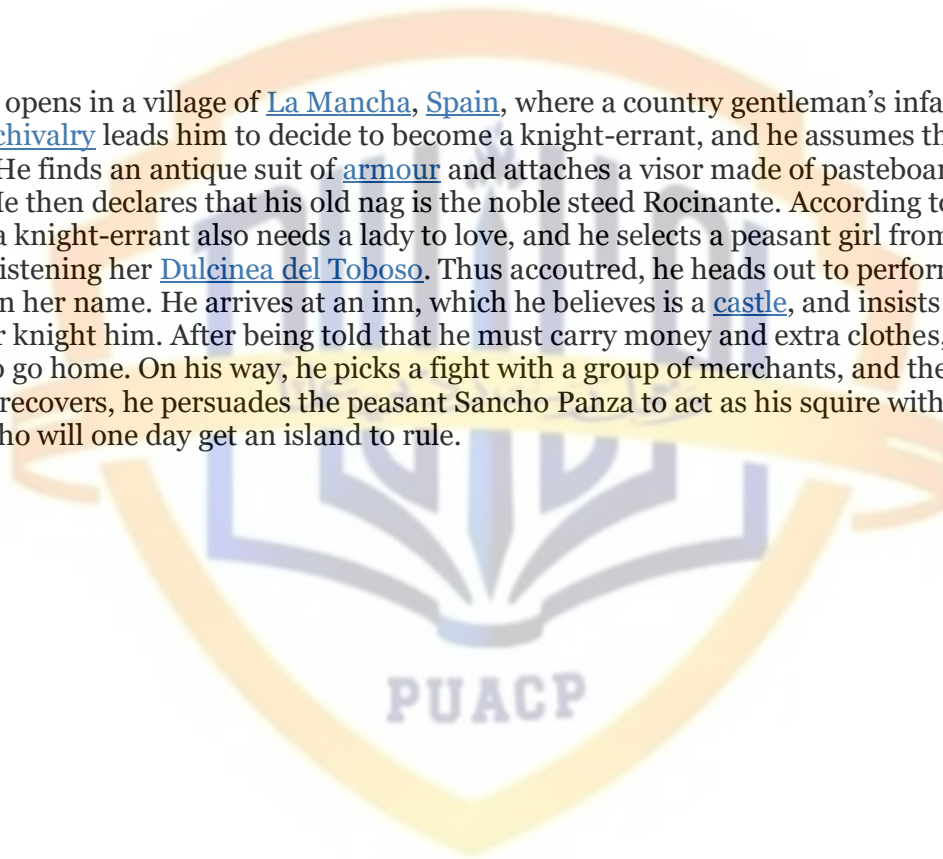 opens in a village of La Mancha, Spain, where a country gentleman’s infa
chivalry leads him to decide to become a knight-errant, and he assumes th
He finds an antique suit of armour and attaches a visor made of pasteboar
He then declares that his old nag is the noble steed Rocinante. According to
a knight-errant also needs a lady to love, and he selects a peasant girl from
istening her Dulcinea del Toboso. Thus accoutred, he heads out to perform
n her name. He arrives at an inn, which he believes is a castle, and insists
r knight him. After being told that he must carry money and extra clothes,
o go home. On his way, he picks a fight with a group of merchants, and the
recovers, he persuades the peasant Sancho Panza to act as his squire with
ho will one day get an island to rule.
PUACP